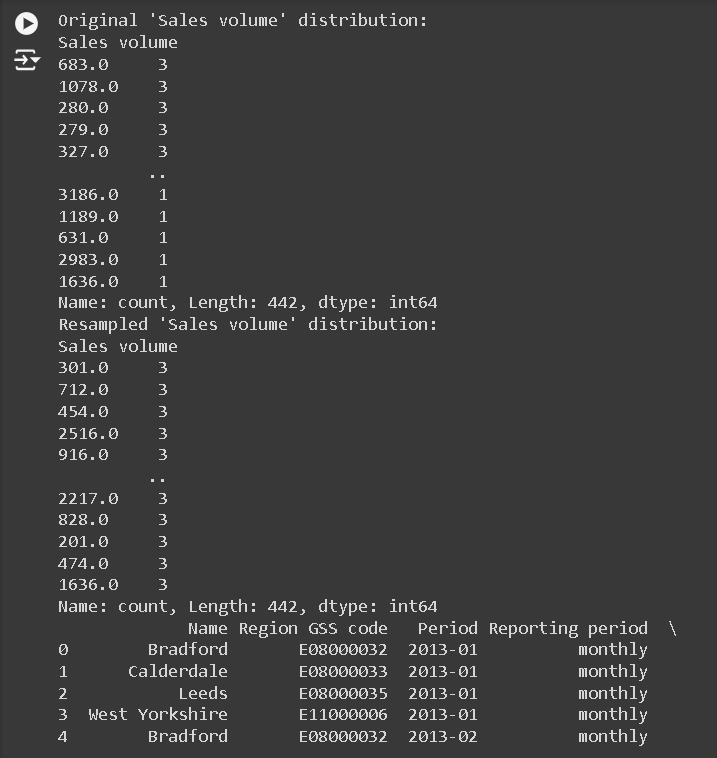 Original 'Sales volume' distribution:
Sales volume
683.0     3
1078.0    3
280.0     3
279.0     3
327.0     3
         ..
3186.0    1
1189.0    1
631.0     1
2983.0    1
1636.0    1
Name: count, Length: 442, dtype: int64
Resampled 'Sales volume' distribution:
Sales volume
301.0     3
712.0     3
454.0     3
2516.0    3
916.0     3
         ..
2217.0    3
828.0     3
201.0     3
474.0     3
1636.0    3
Name: count, Length: 442, dtype: int64
             Name Region GSS code   Period Reporting period  \
0        Bradford       E08000032  2013-01          monthly
1      Calderdale       E08000033  2013-01          monthly
2           Leeds       E08000035  2013-01          monthly
3  West Yorkshire       E11000006  2013-01          monthly
4        Bradford       E08000032  2013-02          monthly